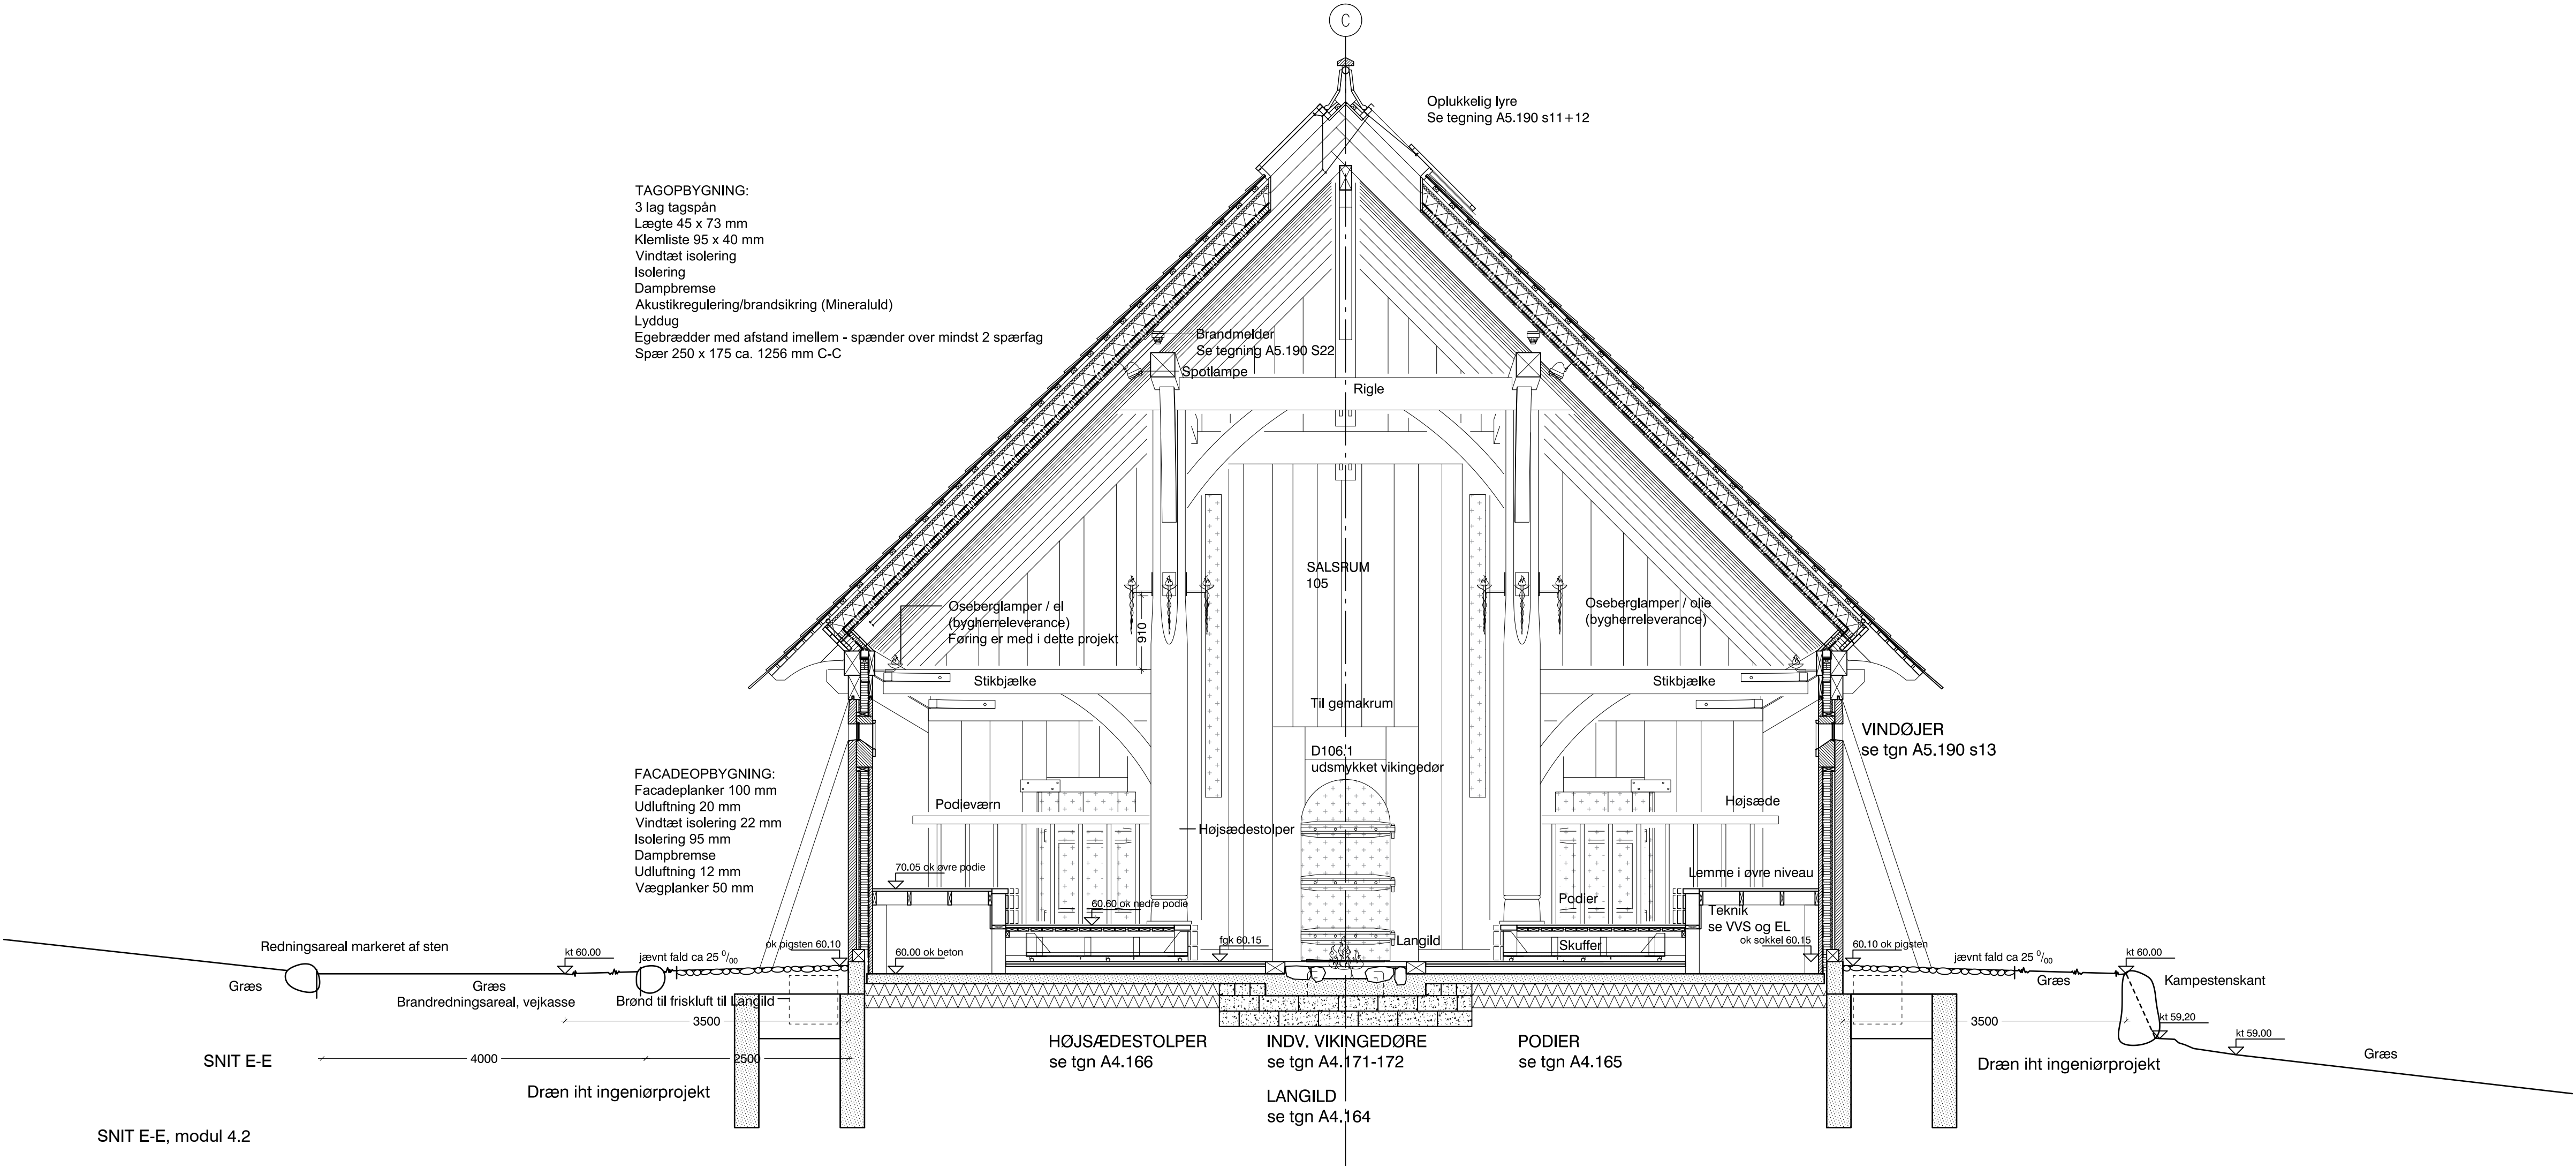 C
Oplukkelig lyre
Se tegning A5.190 s11+12
TAGOPBYGNING:
3 lag tagspån
Lægte 45 x 73 mm
Klemliste 95 x 40 mm
Vindtæt isolering
Isolering
Dampbremse
Akustikregulering/brandsikring (Mineraluld)
Lyddug
Egebrædder med afstand imellem - spænder over mindst 2 spærfag
Spær 250 x 175 ca. 1256 mm C-C
Brandmelder
Se tegning A5.190 S22
Spotlampe
Rigle
SALSRUM
105
Oseberglamper / el
(bygherreleverance)
Føring er med i dette projekt
910
Oseberglamper / olie
(bygherreleverance)
Stikbjælke
Stikbjælke
Til gemakrum
VINDØJER
se tgn A5.190 s13
D106.1
udsmykket vikingedør
FACADEOPBYGNING:
Facadeplanker 100 mm
Udluftning 20 mm
Vindtæt isolering 22 mm
Isolering 95 mm
Dampbremse
Udluftning 12 mm
Vægplanker 50 mm
Podieværn
Højsæde
Højsædestolper
70.05 ok øvre podie
Lemme i øvre niveau
60.60 ok nedre podie
Podier
Teknik
se VVS og EL
ok sokkel 60.15
Redningsareal markeret af sten
kt 60.00
ok pigsten 60.10
60.00 ok beton
fgk 60.15
Langild
Skuffer
60.10 ok pigsten
kt 60.00
jævnt fald ca 25 0/00
jævnt fald ca 25 0/00
Græs
Græs
Græs
Kampestenskant
Brandredningsareal, vejkasse
Brønd til friskluft til Langild
3500
3500
kt 59.20
kt 59.00
Græs
SNIT E-E
4000
2500
HØJSÆDESTOLPER
se tgn A4.166
INDV. VIKINGEDØRE
se tgn A4.171-172
PODIER
se tgn A4.165
Dræn iht ingeniørprojekt
Dræn iht ingeniørprojekt
LANGILD
se tgn A4.164
SNIT E-E, modul 4.2